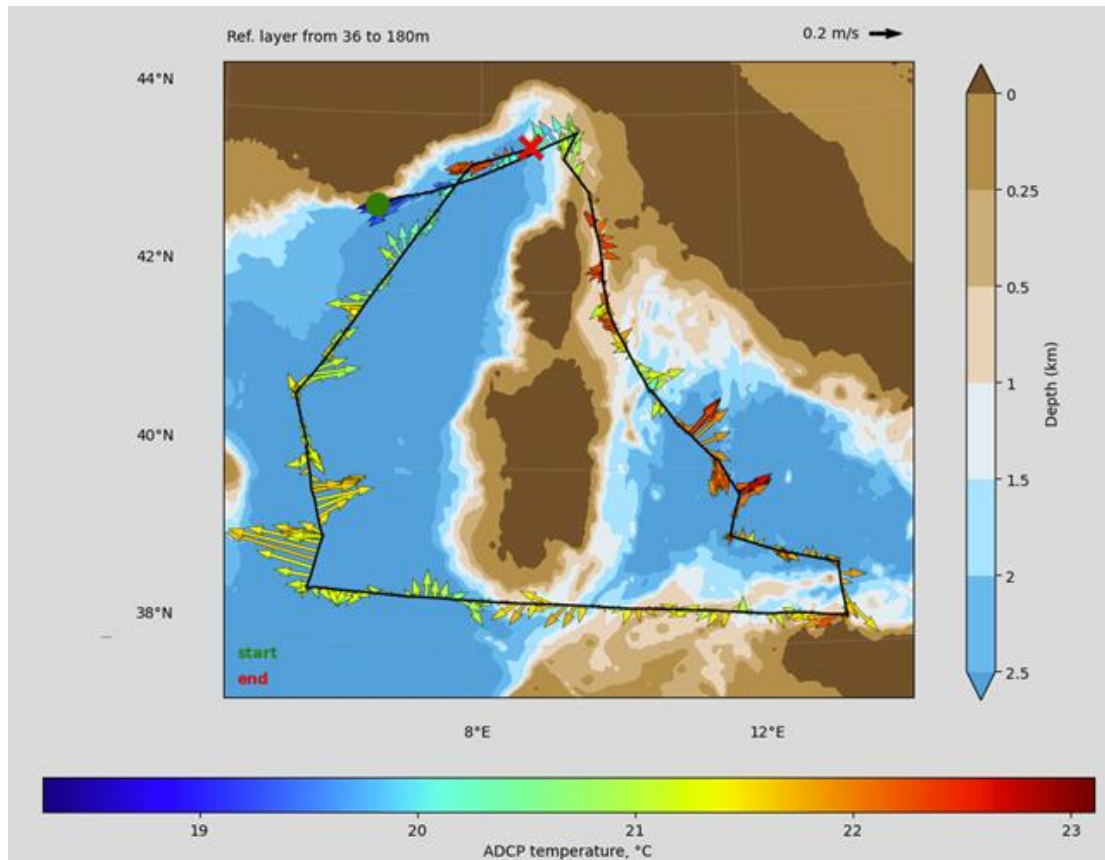 Ref. layer from 36 to 180m
0.2 m/s
44°N
42°N
40°N
38°N
start
end
8°E
12°E
0
0.25
0.5
1
1.5
2
2.5
Depth (km)
19
20
21
22
23
ADCP temperature, °C